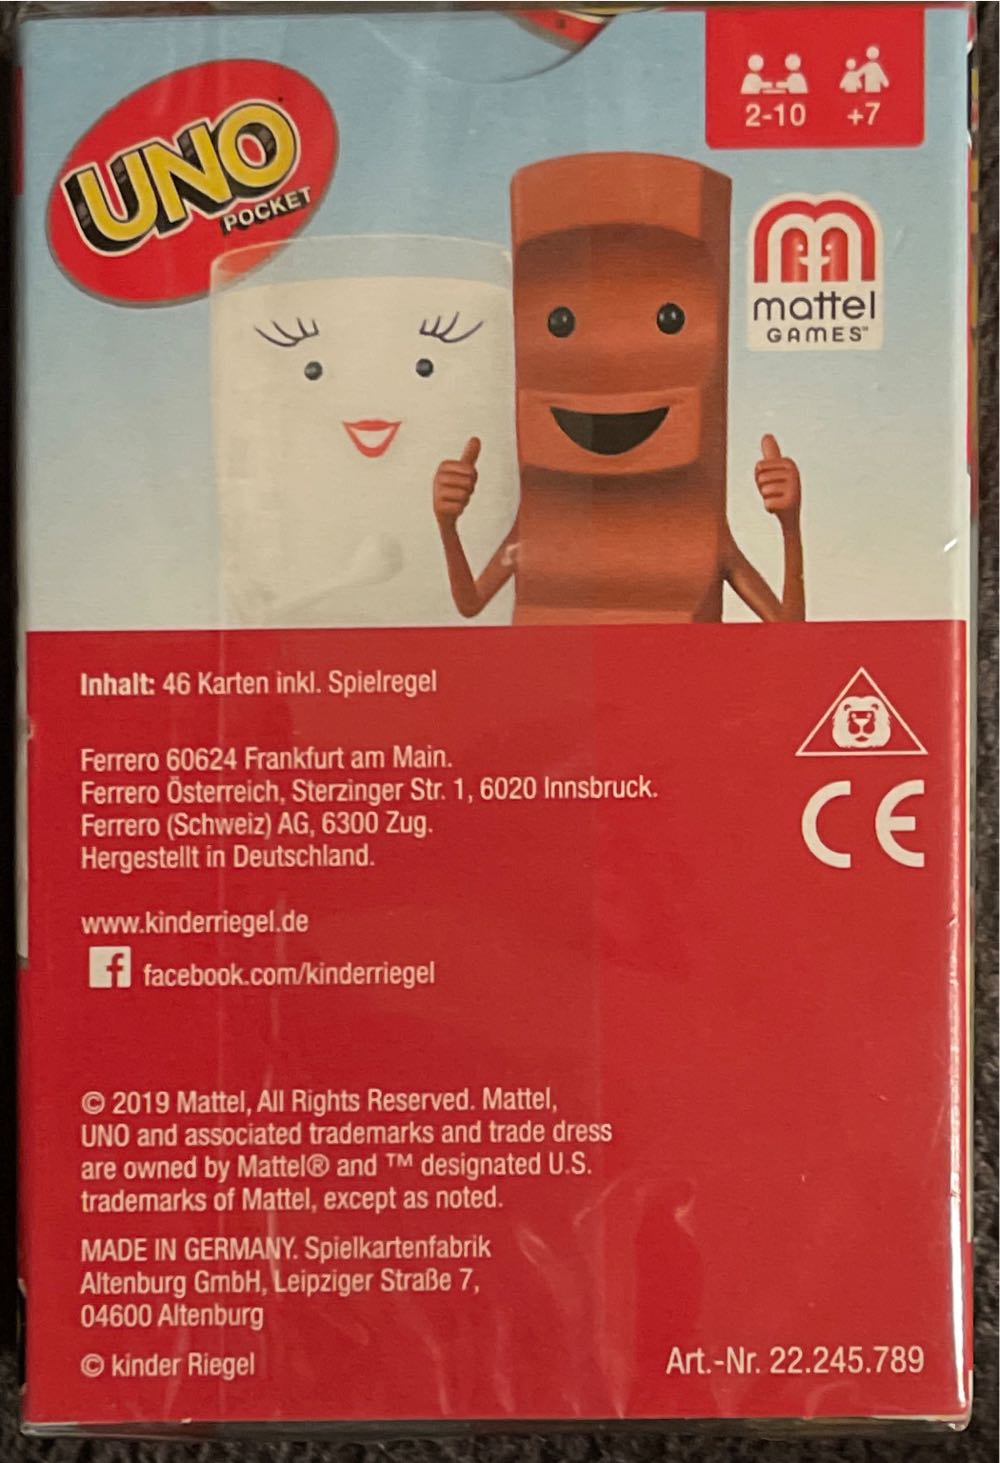 UNO
POCKET
2-10 +7
mattel
GAMES™
Inhalt: 46 Karten inkl. Spielregel
Ferrero 60624 Frankfurt am Main.
Ferrero Österreich, Sterzinger Str. 1, 6020 Innsbruck.
Ferrero (Schweiz) AG, 6300 Zug.
Hergestellt in Deutschland.
CE
www.kinderriegel.de
f facebook.com/kinderriegel
© 2019 Mattel, All Rights Reserved. Mattel,
UNO and associated trademarks and trade dress
are owned by Mattel® and ™ designated U.S.
trademarks of Mattel, except as noted.
MADE IN GERMANY. Spielkartenfabrik
Altenburg GmbH, Leipziger Straße 7,
04600 Altenburg
© kinder Riegel
Art.-Nr. 22.245.789